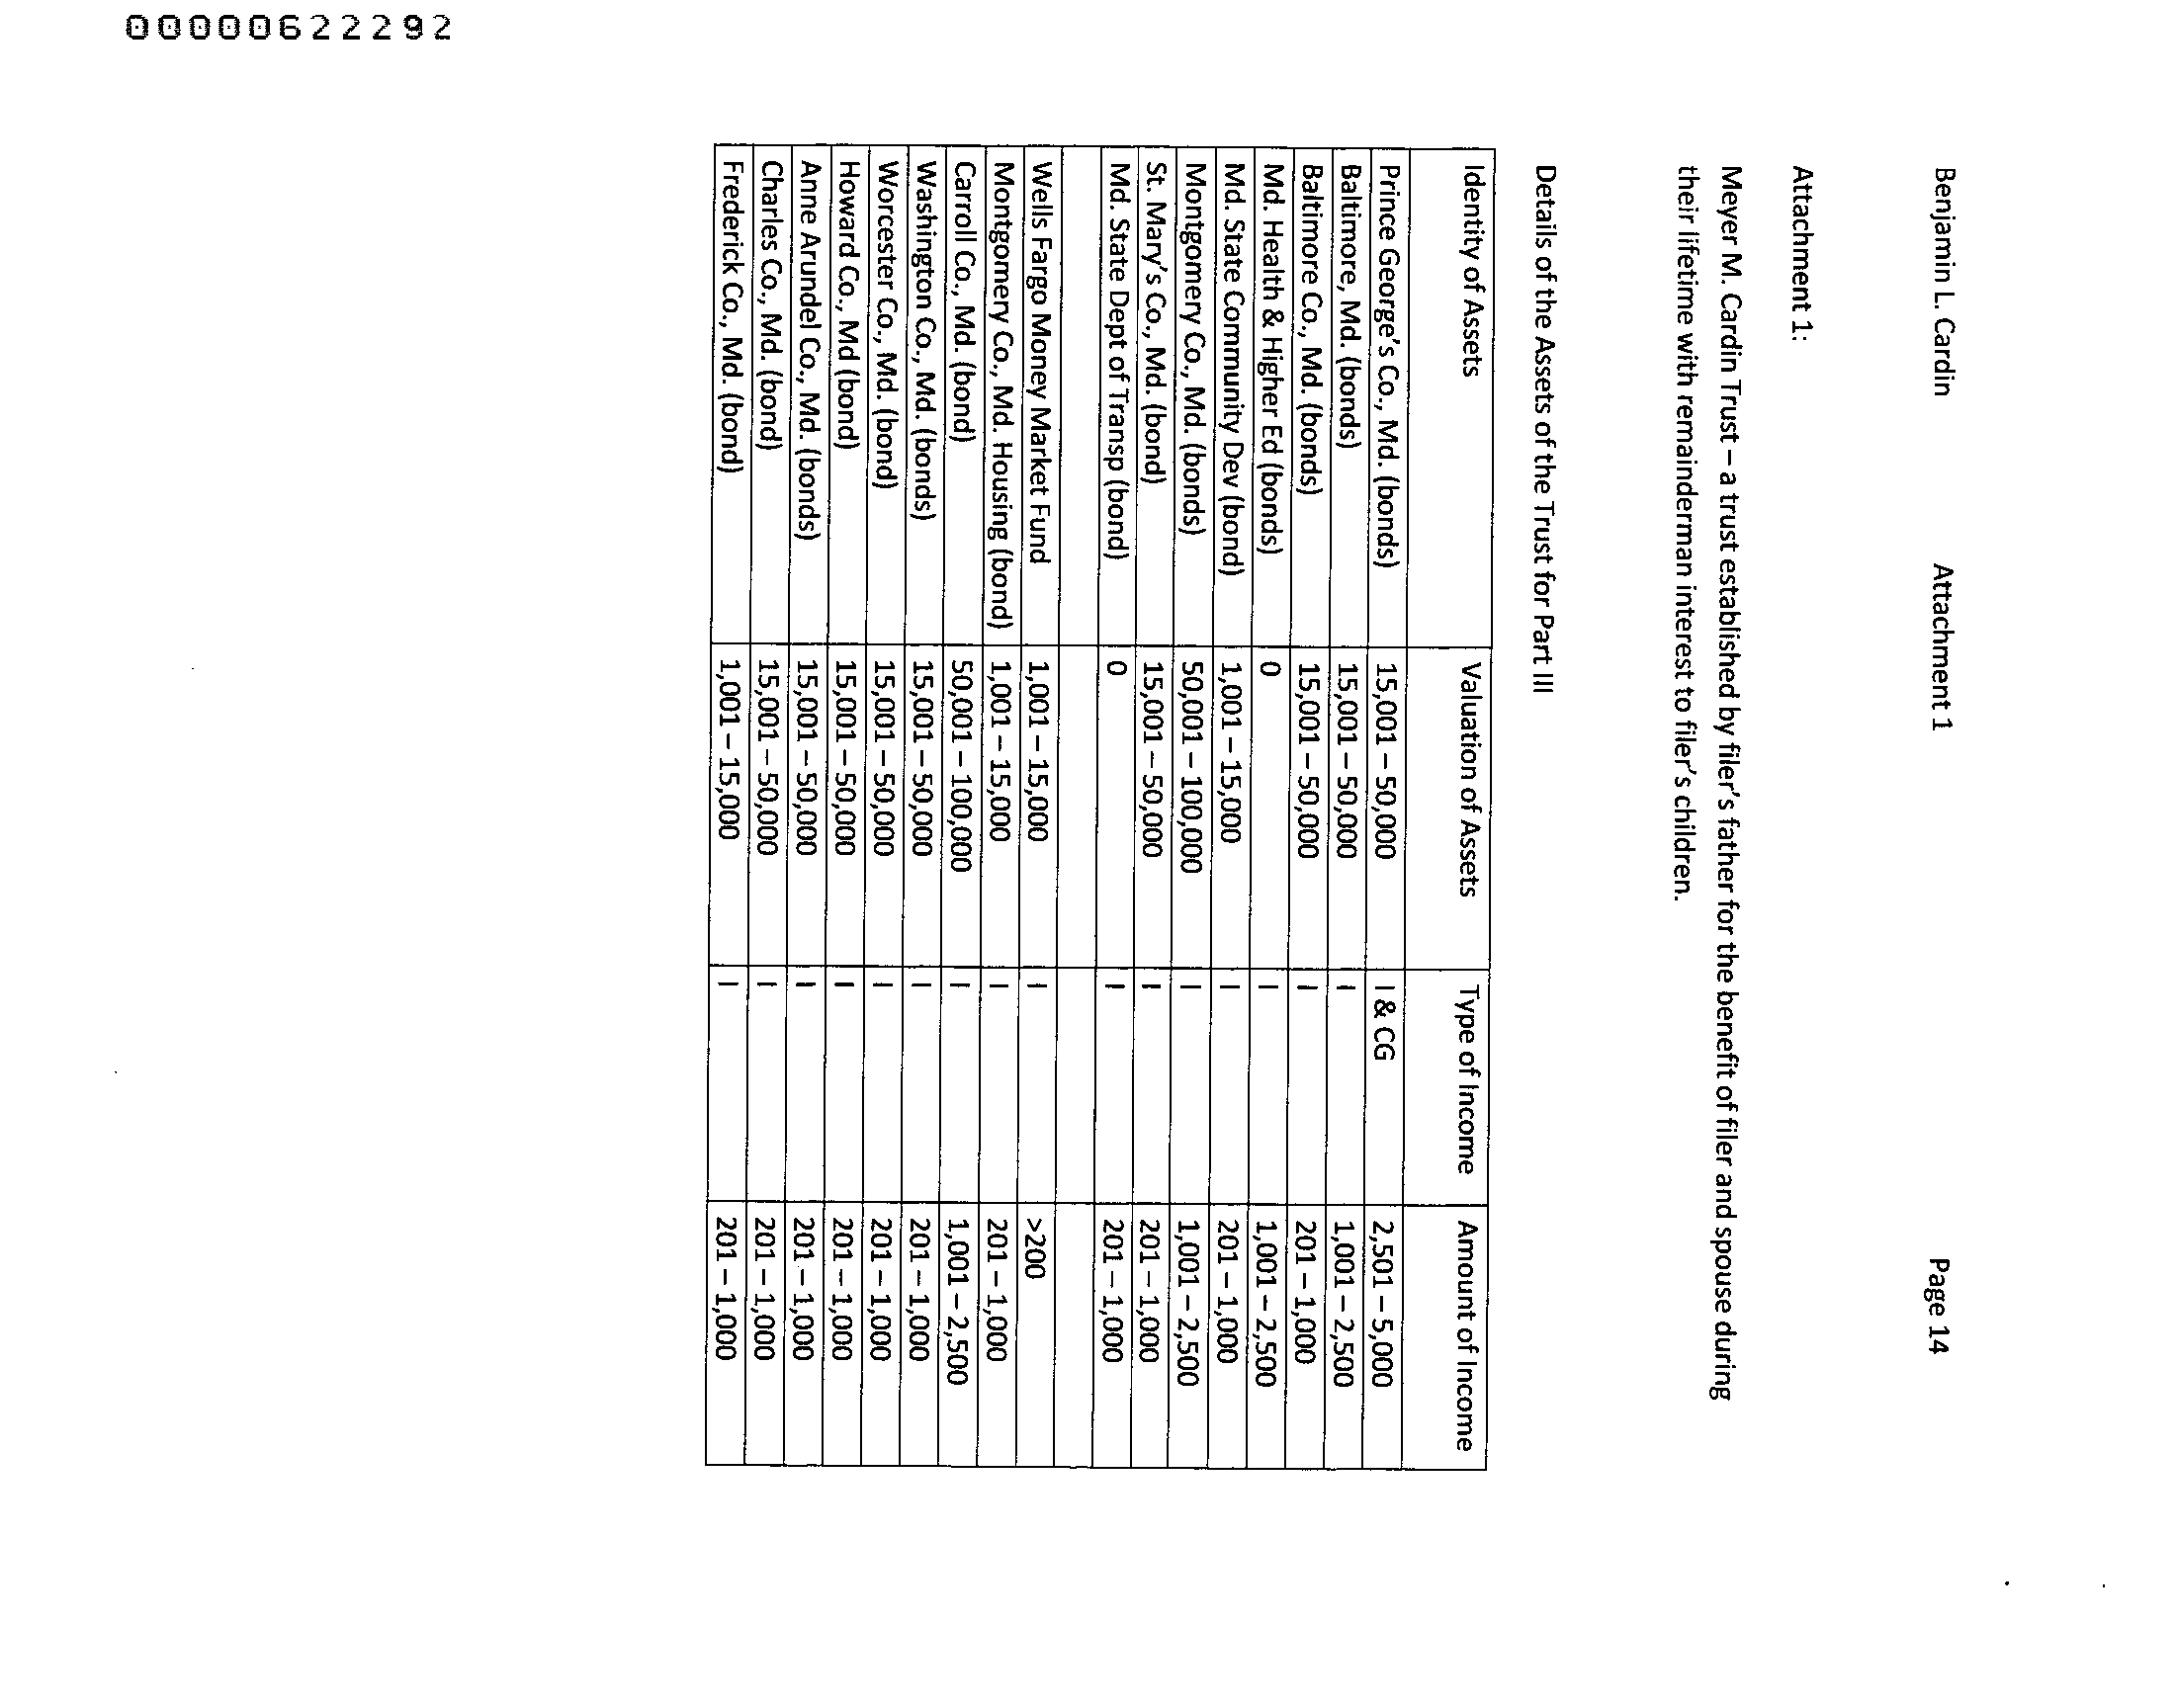 00000622292
Benjamin L. Cardin Attachment 1 Page 14
Attachment 1:
Meyer M. Cardin Trust – a trust established by filer's father for the benefit of filer and spouse during
their lifetime with remainderman interest to filer's children.
Details of the Assets of the Trust for Part III
Identity of Assets Valuation of Assets Type of Income Amount of Income
Prince George's Co., Md. (bonds) 15,001 – 50,000 I & CG 2,501 – 5,000
Baltimore, Md. (bonds) 15,001 – 50,000 I 1,001 – 2,500
Baltimore Co., Md. (bonds) 15,001 – 50,000 I 201 – 1,000
Md. Health & Higher Ed (bonds) 0 I 1,001 – 2,500
Md. State Community Dev (bond) 1,001 – 15,000 I 201 – 1,000
Montgomery Co., Md. (bonds) 50,001 – 100,000 I 1,001 – 2,500
St. Mary's Co., Md. (bond) 15,001 – 50,000 I 201 – 1,000
Md. State Dept of Transp (bond) 0 I 201 – 1,000
Wells Fargo Money Market Fund 1,001 – 15,000 I >200
Montgomery Co., Md. Housing (bond) 1,001 – 15,000 I 201 – 1,000
Carroll Co., Md. (bond) 50,001 – 100,000 I 1,001 – 2,500
Washington Co., Md. (bonds) 15,001 – 50,000 I 201 – 1,000
Worcester Co., Md. (bond) 15,001 – 50,000 I 201 – 1,000
Howard Co., Md (bond) 15,001 – 50,000 I 201 – 1,000
Anne Arundel Co., Md. (bonds) 15,001 – 50,000 I 201 – 1,000
Charles Co., Md. (bond) 15,001 – 50,000 I 201 – 1,000
Frederick Co., Md. (bond) 1,001 – 15,000 I 201 – 1,000